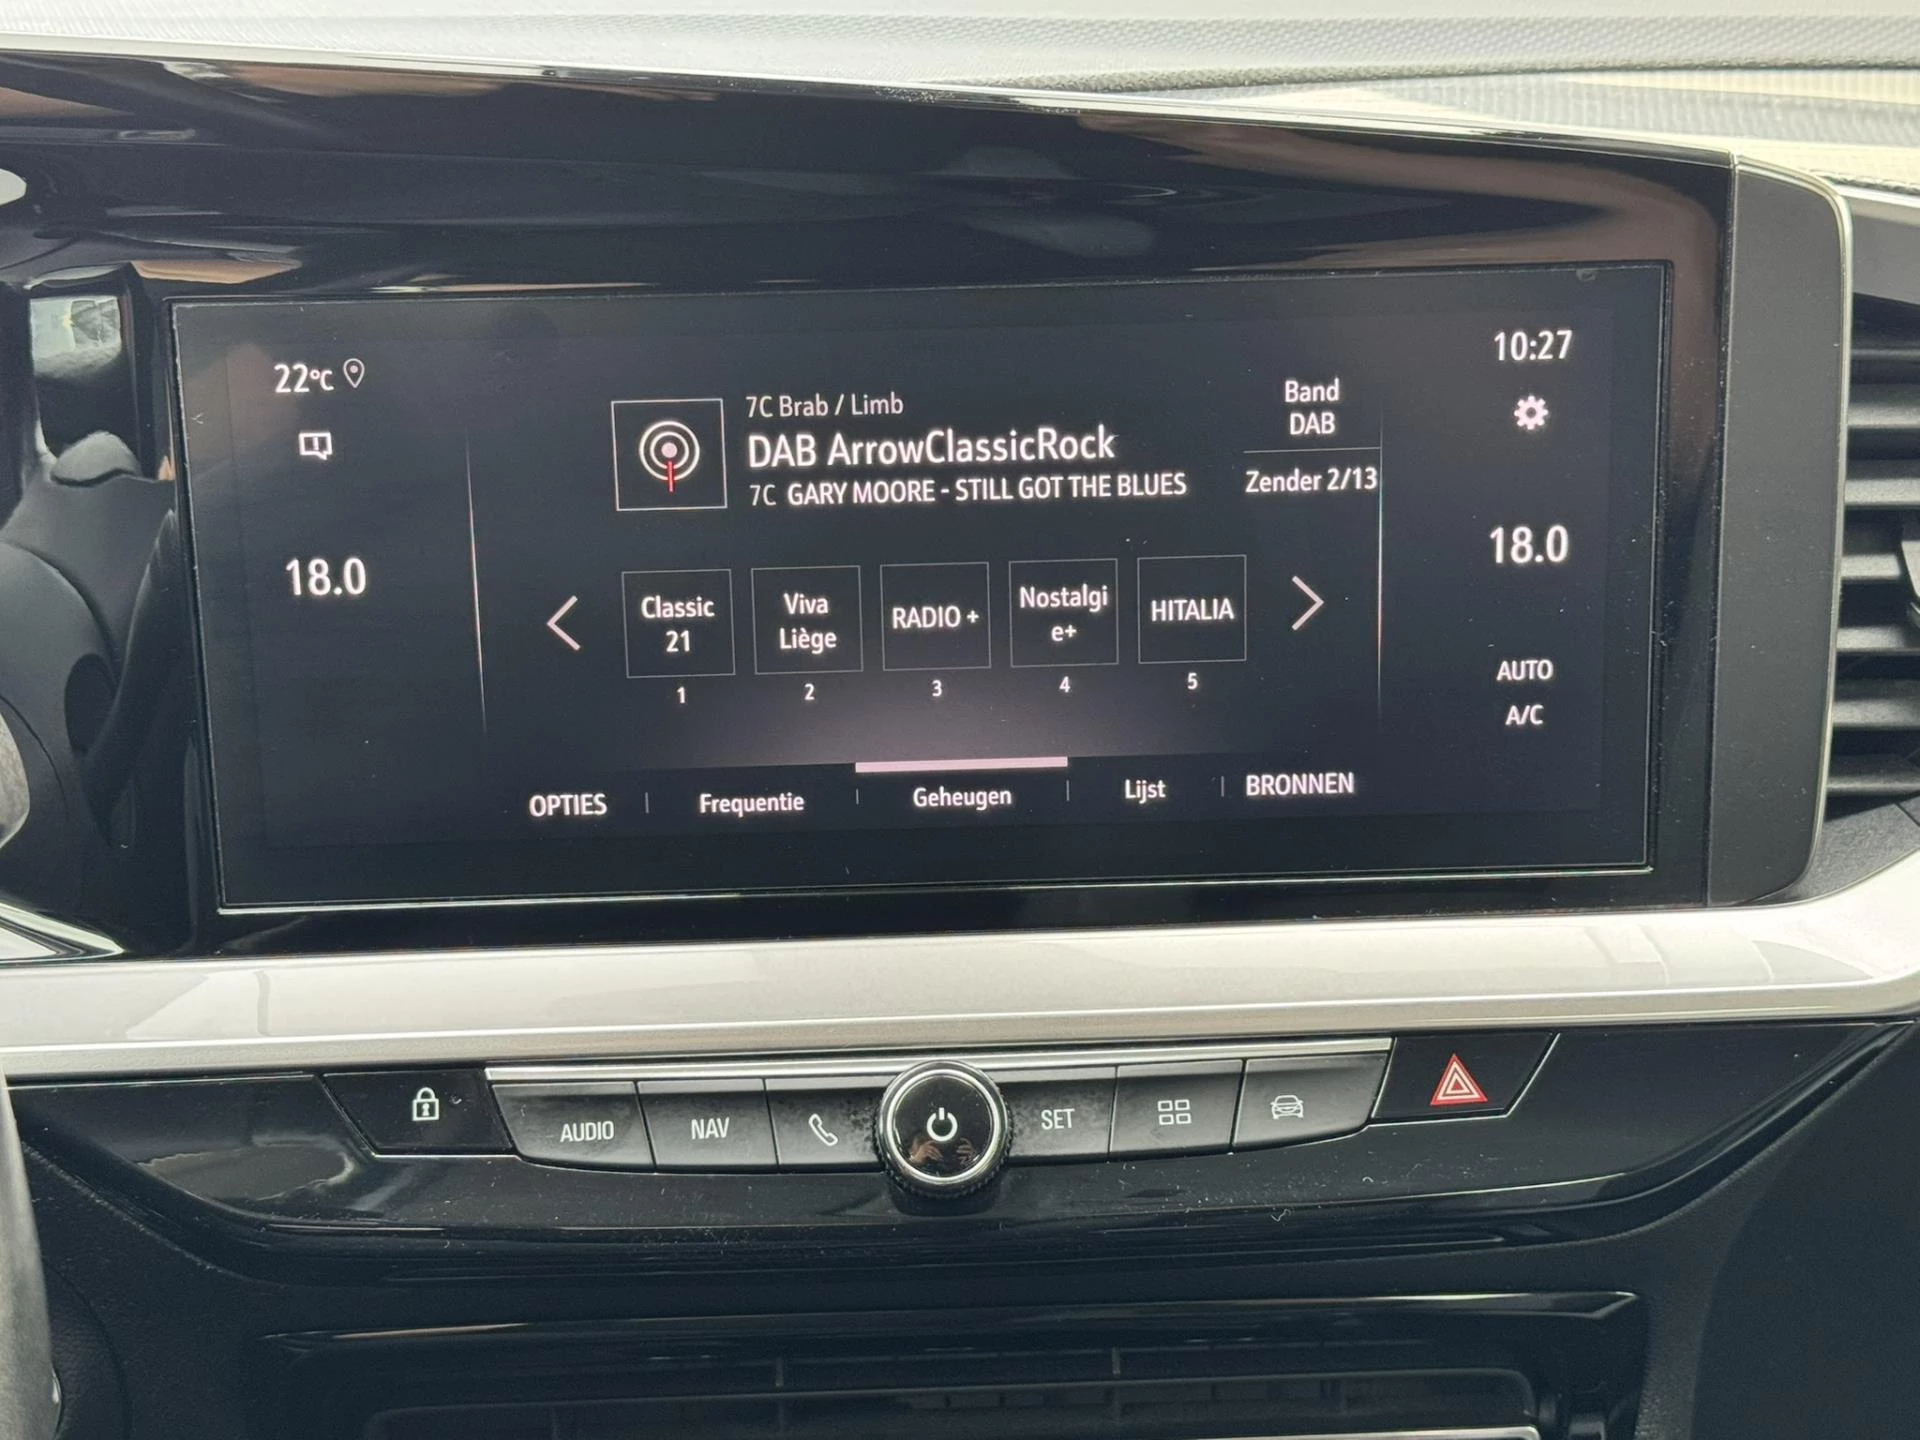 22°C
10:27
7C Brab / Limb
DAB ArrowClassicRock
7C GARY MOORE - STILL GOT THE BLUES
Band
DAB
Zender 2/13
18.0
18.0
Classic
21
Viva
Liège
RADIO +
Nostalgi
e+
HITALIA
1
2
3
4
5
AUTO
A/C
OPTIES
Frequentie
Geheugen
Lijst
BRONNEN
AUDIO
NAV
SET